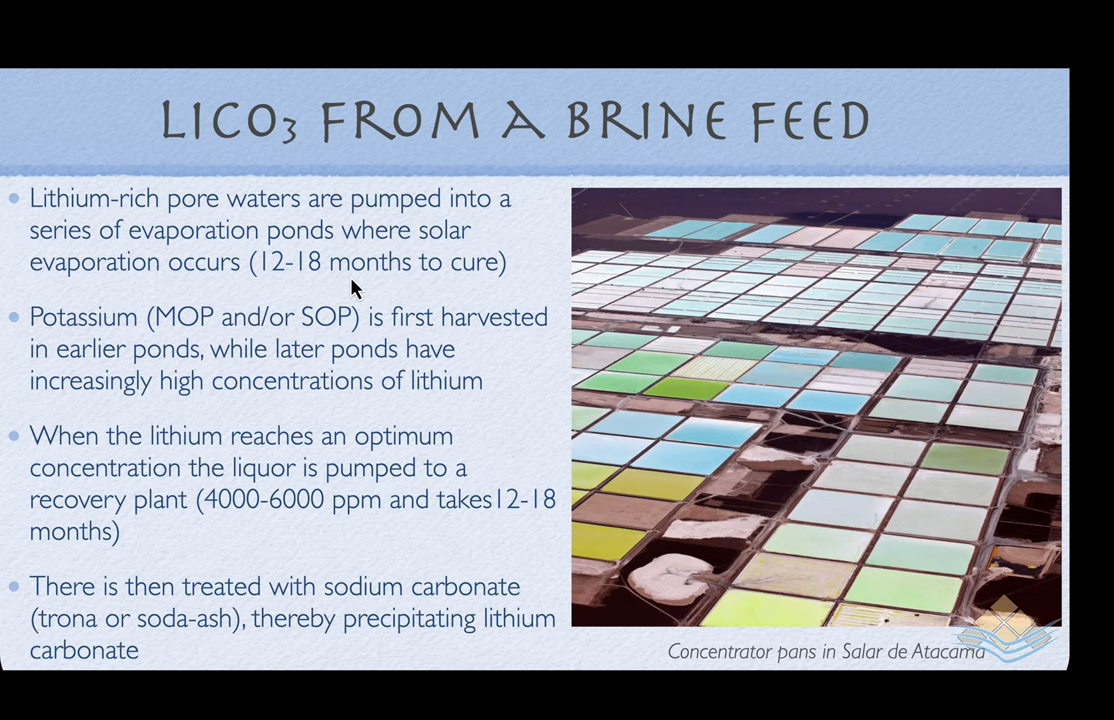 LICO₃ FROM A BRINE FEED
• Lithium-rich pore waters are pumped into a
series of evaporation ponds where solar
evaporation occurs (12-18 months to cure)
• Potassium (MOP and/or SOP) is first harvested
in earlier ponds, while later ponds have
increasingly high concentrations of lithium
• When the lithium reaches an optimum
concentration the liquor is pumped to a
recovery plant (4000-6000 ppm and takes12-18
months)
• There is then treated with sodium carbonate
(trona or soda-ash), thereby precipitating lithium
carbonate
Concentrator pans in Salar de Atacama